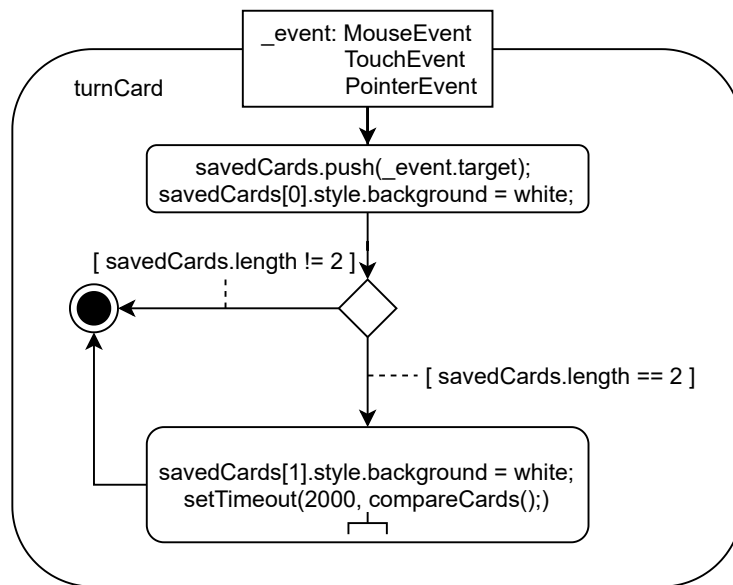 _event: MouseEvent
TouchEvent
PointerEvent
turnCard
savedCards.push(_event.target);
savedCards[0].style.background = white;
[ savedCards.length != 2 ]
[ savedCards.length == 2 ]
savedCards[1].style.background = white;
setTimeout(2000, compareCards();)